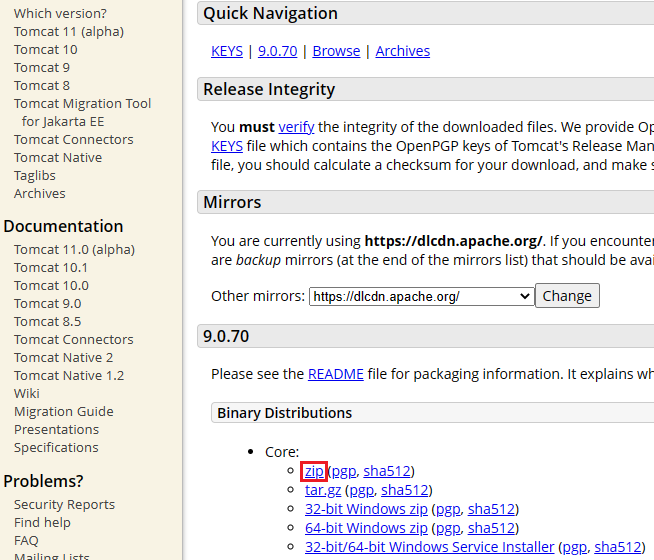 Which version?
Tomcat 11 (alpha)
Tomcat 10
Tomcat 9
Tomcat 8
Tomcat Migration Tool
for Jakarta EE
Tomcat Connectors
Tomcat Native
Taglibs
Archives
Documentation
Tomcat 11.0 (alpha)
Tomcat 10.1
Tomcat 10.0
Tomcat 9.0
Tomcat 8.5
Tomcat Connectors
Tomcat Native 2
Tomcat Native 1.2
Wiki
Migration Guide
Presentations
Specifications
Problems?
Security Reports
Find help
FAQ
Mailing Lists
Quick Navigation
KEYS | 9.0.70 | Browse | Archives
Release Integrity
You must verify the integrity of the downloaded files. We provide Op
KEYS file which contains the OpenPGP keys of Tomcat's Release Man
file, you should calculate a checksum for your download, and make s
Mirrors
You are currently using https://dlcdn.apache.org/. If you encounter
are backup mirrors (at the end of the mirrors list) that should be avai
Other mirrors: https://dlcdn.apache.org/ Change
9.0.70
Please see the README file for packaging information. It explains wh
Binary Distributions
Core:
zip (pgp, sha512)
tar.gz (pgp, sha512)
32-bit Windows zip (pgp, sha512)
64-bit Windows zip (pgp, sha512)
32-bit/64-bit Windows Service Installer (pgp, sha512)